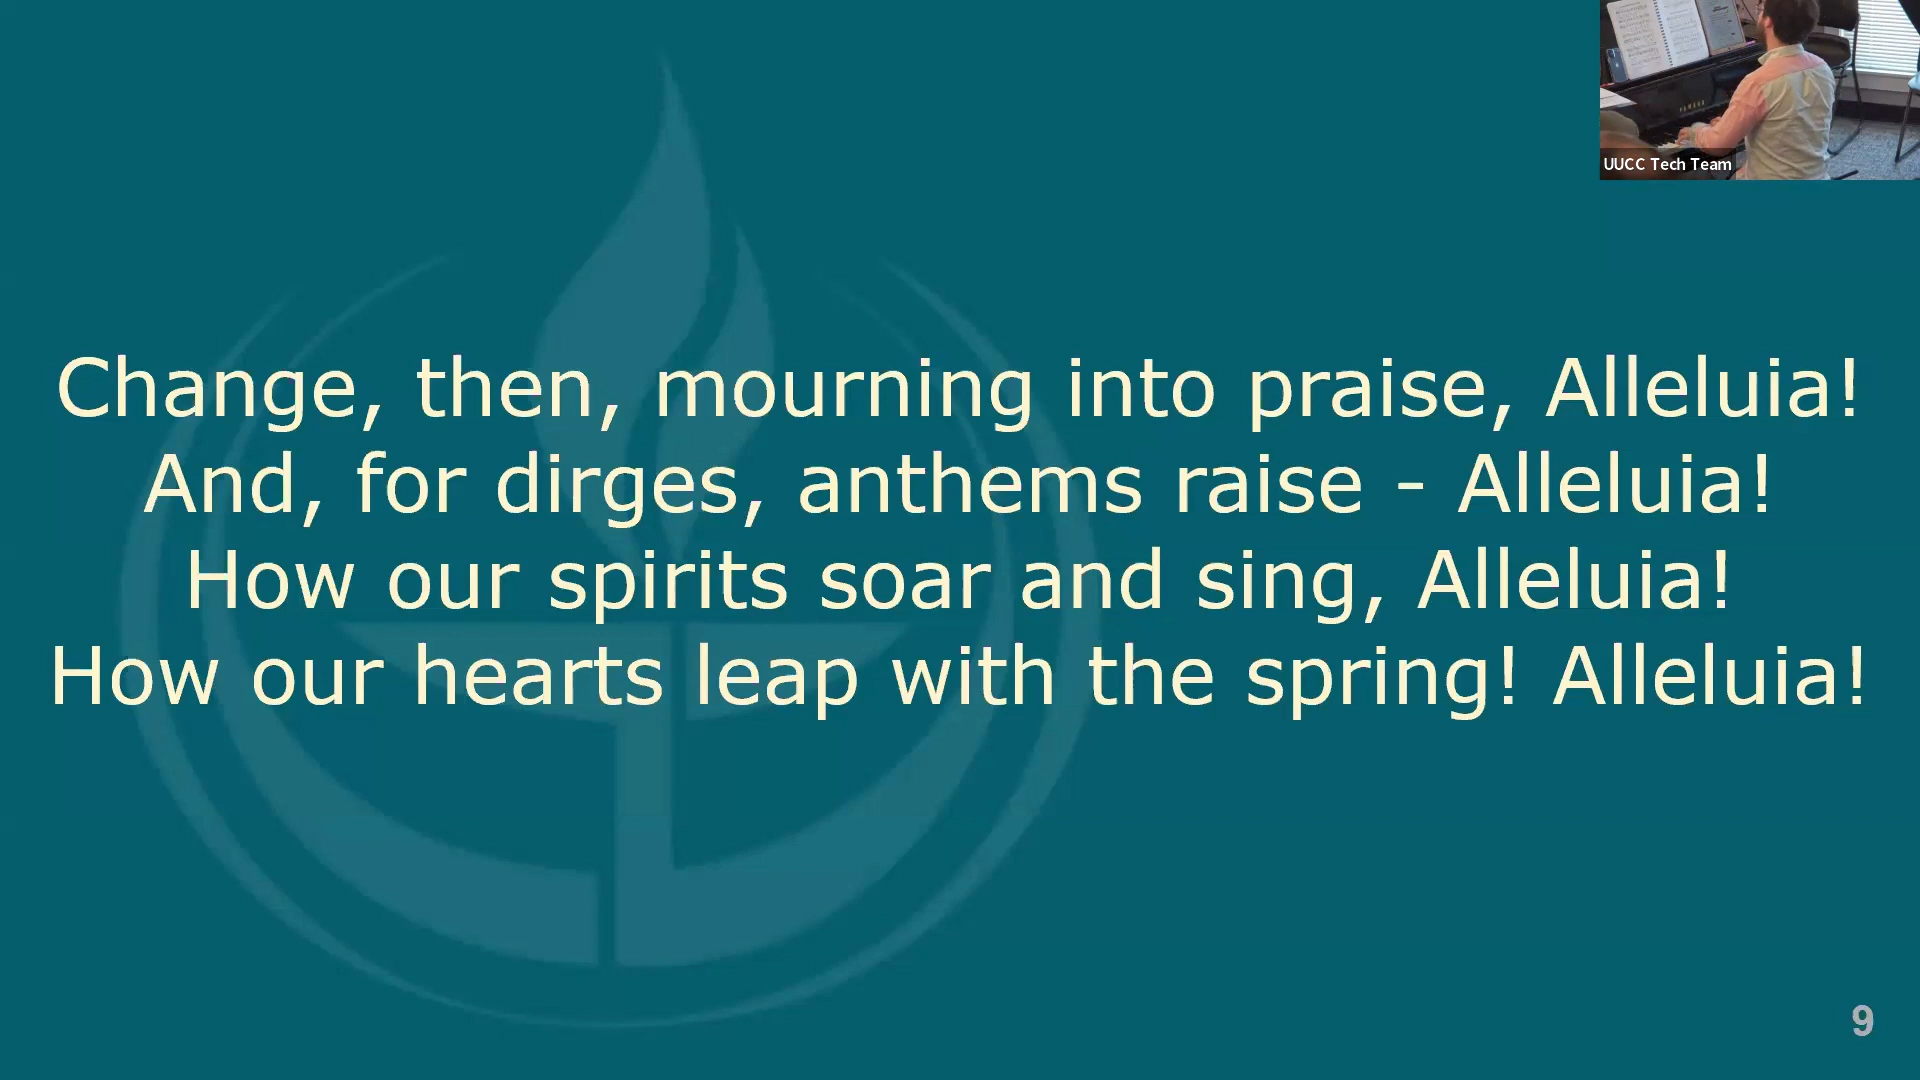 UUCC Tech Team
Change, then, mourning into praise, Alleluia!
And, for dirges, anthems raise - Alleluia!
How our spirits soar and sing, Alleluia!
How our hearts leap with the spring! Alleluia!
9
YAMAHA